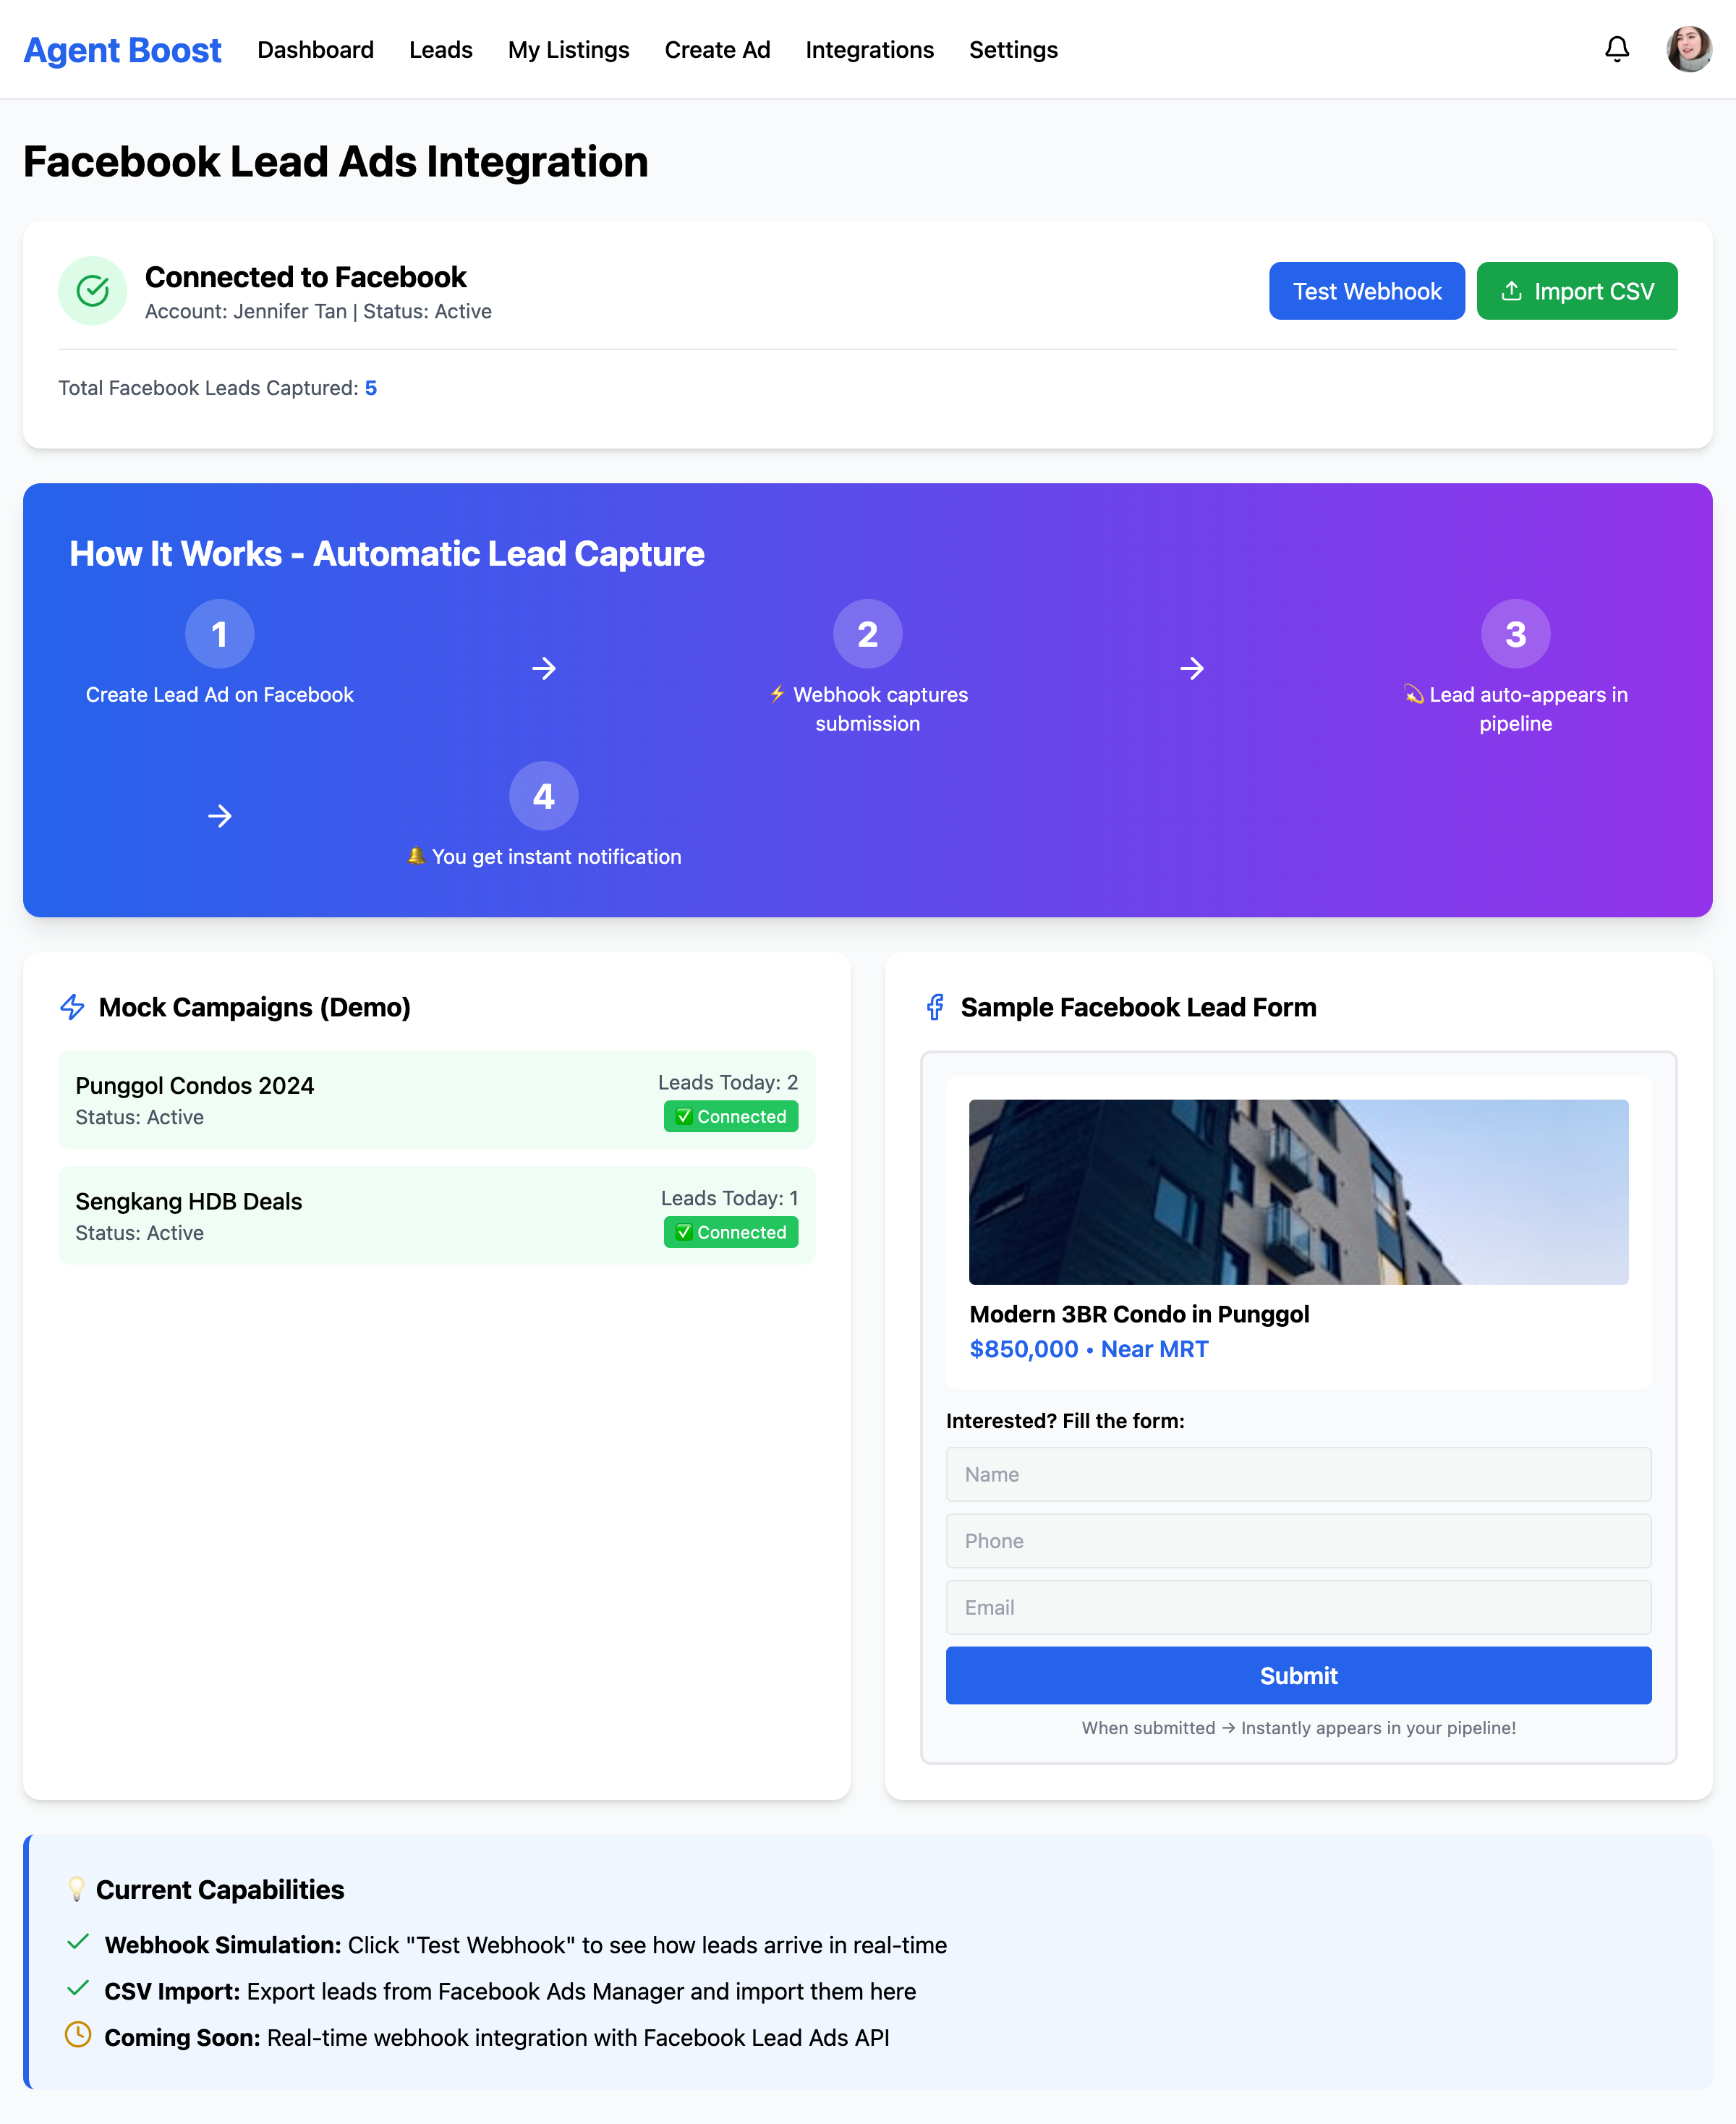 Agent Boost Dashboard Leads My Listings Create Ad Integrations Settings
Facebook Lead Ads Integration
Connected to Facebook
Account: Jennifer Tan | Status: Active
Test Webhook
Import CSV
Total Facebook Leads Captured: 5
How It Works - Automatic Lead Capture
1
Create Lead Ad on Facebook
→
2
⚡ Webhook captures
submission
→
3
💫 Lead auto-appears in
pipeline
→
4
🔔 You get instant notification
Mock Campaigns (Demo)
Punggol Condos 2024
Status: Active
Leads Today: 2
✅ Connected
Sengkang HDB Deals
Status: Active
Leads Today: 1
✅ Connected
Sample Facebook Lead Form
Modern 3BR Condo in Punggol
$850,000 • Near MRT
Interested? Fill the form:
Name
Phone
Email
Submit
When submitted → Instantly appears in your pipeline!
💡 Current Capabilities
Webhook Simulation: Click "Test Webhook" to see how leads arrive in real-time
CSV Import: Export leads from Facebook Ads Manager and import them here
Coming Soon: Real-time webhook integration with Facebook Lead Ads API